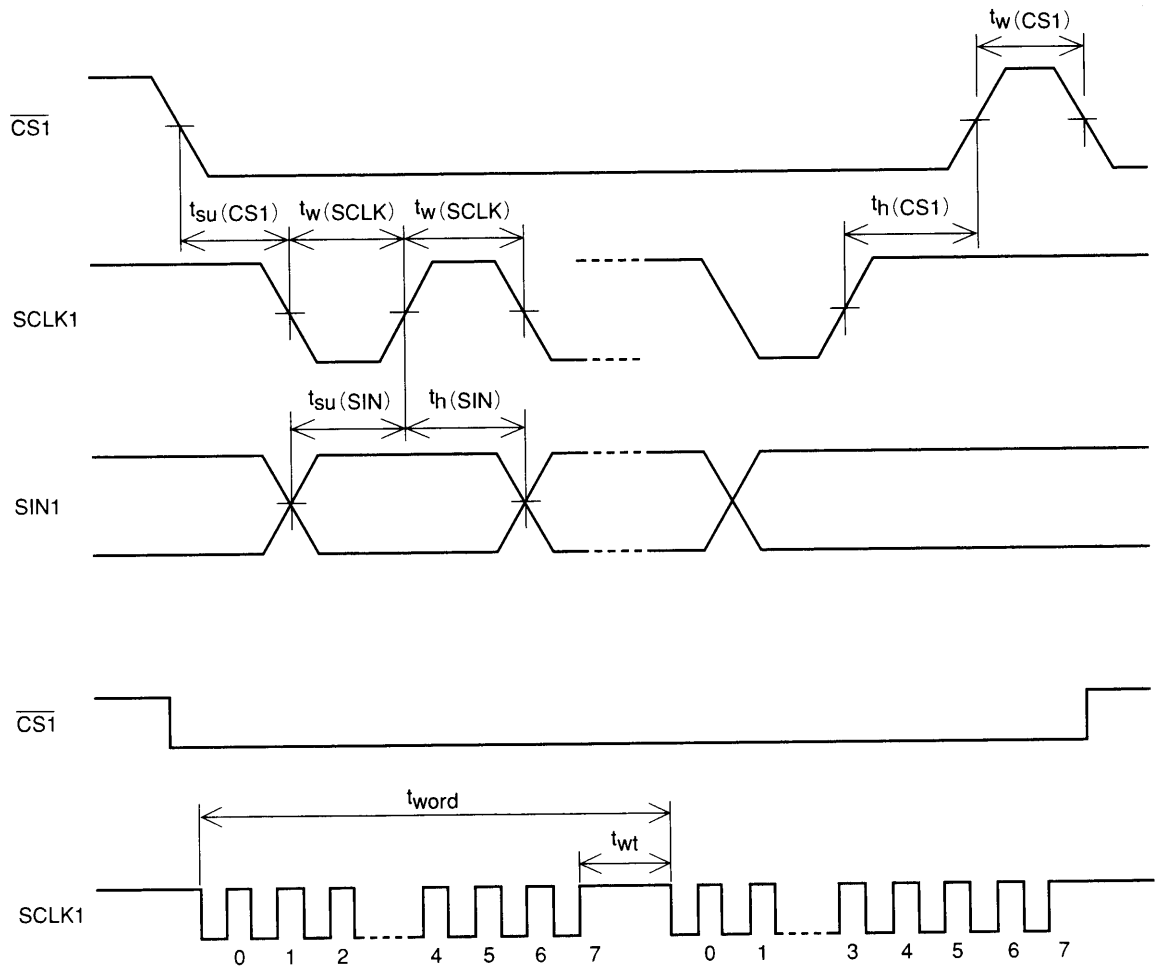 tw(CS1)
CS1
tsu(CS1) tw(SCLK) tw(SCLK) th(CS1)
SCLK1
tsu(SIN) th(SIN)
SIN1
CS1
tword
twt
SCLK1
0 1 2 4 5 6 7 0 1 3 4 5 6 7